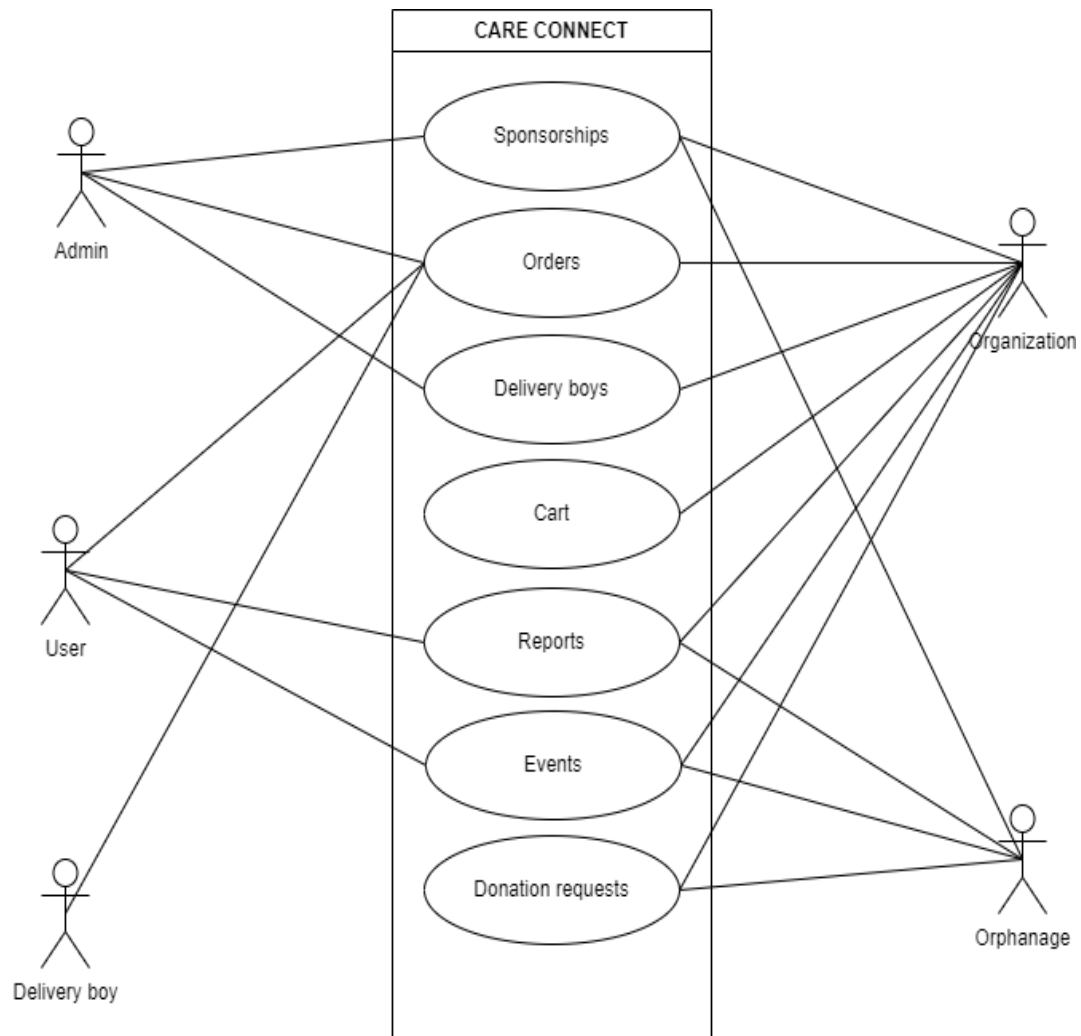 CARE CONNECT
Sponsorships
Admin
Orders
Organization
Delivery boys
Cart
User
Reports
Events
Donation requests
Orphanage
Delivery boy